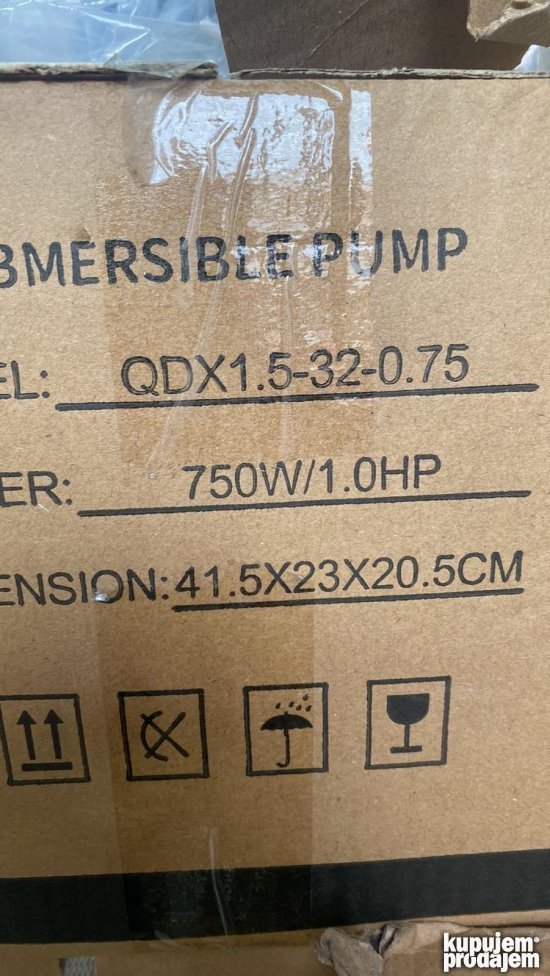 BMERSIBLE PUMP
EL: QDX1.5-32-0.75
ER: 750W/1.0HP
ENSION: 41.5X23X20.5CM
kupujem
prodajem